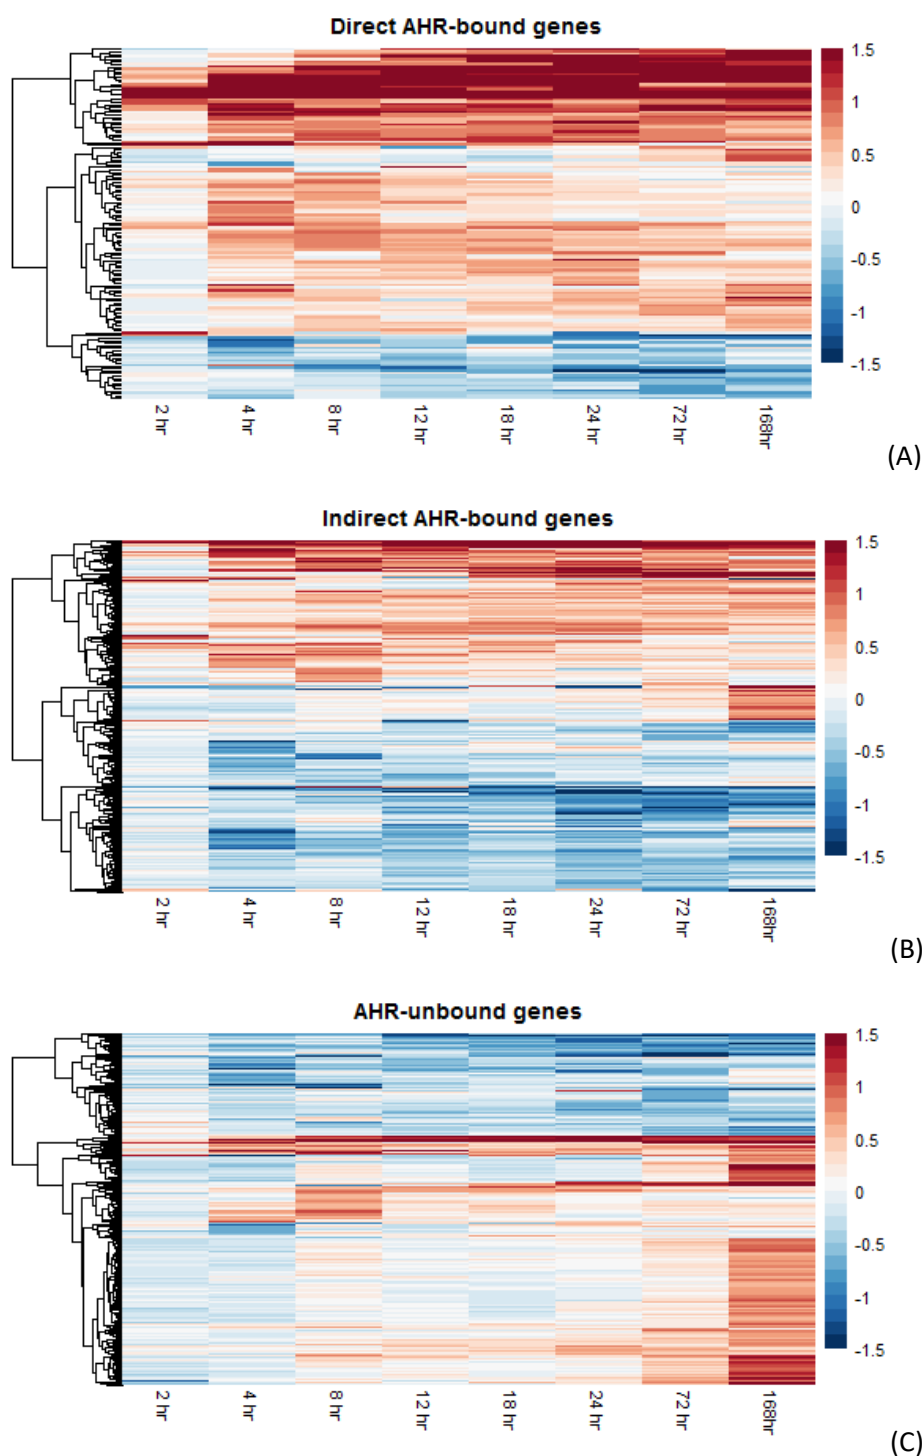 Direct AHR-bound genes
1.5
1
0.5
0
-0.5
-1
-1.5
2 hr 4 hr 8 hr 12 hr 18 hr 24 hr 72 hr 168hr
(A)
Indirect AHR-bound genes
1.5
1
0.5
0
-0.5
-1
-1.5
2 hr 4 hr 8 hr 12 hr 18 hr 24 hr 72 hr 168hr
(B)
AHR-unbound genes
1.5
1
0.5
0
-0.5
-1
-1.5
2 hr 4 hr 8 hr 12 hr 18 hr 24 hr 72 hr 168hr
(C)